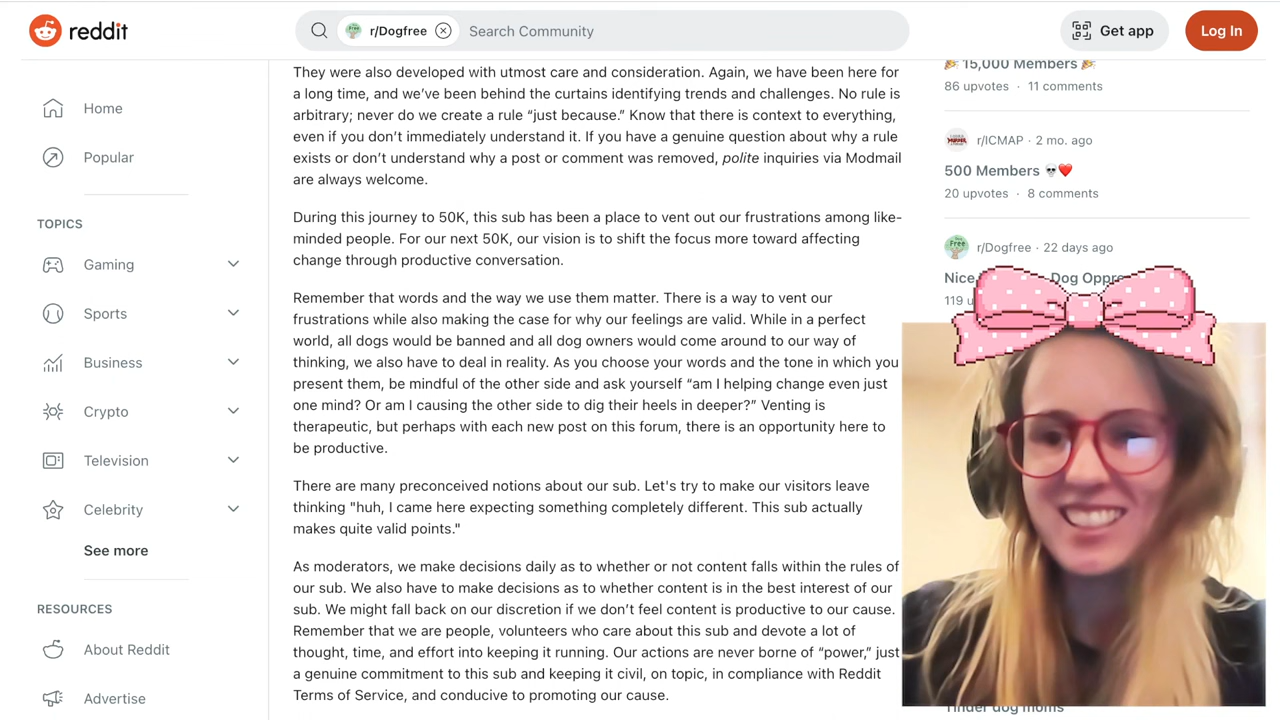 reddit
r/Dogfree
Search Community
Get app
Log In
Home
Popular
TOPICS
Gaming
Sports
Business
Crypto
Television
Celebrity
See more
RESOURCES
About Reddit
Advertise
They were also developed with utmost care and consideration. Again, we have been here for
a long time, and we’ve been behind the curtains identifying trends and challenges. No rule is
arbitrary; never do we create a rule “just because.” Know that there is context to everything,
even if you don’t immediately understand it. If you have a genuine question about why a rule
exists or don’t understand why a post or comment was removed, polite inquiries via Modmail
are always welcome.
During this journey to 50K, this sub has been a place to vent out our frustrations among like-
minded people. For our next 50K, our vision is to shift the focus more toward affecting
change through productive conversation.
Remember that words and the way we use them matter. There is a way to vent our
frustrations while also making the case for why our feelings are valid. While in a perfect
world, all dogs would be banned and all dog owners would come around to our way of
thinking, we also have to deal in reality. As you choose your words and the tone in which you
present them, be mindful of the other side and ask yourself “am I helping change even just
one mind? Or am I causing the other side to dig their heels in deeper?” Venting is
therapeutic, but perhaps with each new post on this forum, there is an opportunity here to
be productive.
There are many preconceived notions about our sub. Let's try to make our visitors leave
thinking "huh, I came here expecting something completely different. This sub actually
makes quite valid points."
As moderators, we make decisions daily as to whether or not content falls within the rules of
our sub. We also have to make decisions as to whether content is in the best interest of our
sub. We might fall back on our discretion if we don’t feel content is productive to our cause.
Remember that we are people, volunteers who care about this sub and devote a lot of
thought, time, and effort into keeping it running. Our actions are never borne of “power,” just
a genuine commitment to this sub and keeping it civil, on topic, in compliance with Reddit
Terms of Service, and conducive to promoting our cause.
🎉 15,000 Members 🎉
86 upvotes · 11 comments
r/ICMAP · 2 mo. ago
500 Members 💀❤️
20 upvotes · 8 comments
Free
r/Dogfree · 22 days ago
Nice Dog
119
Tinder dog moms